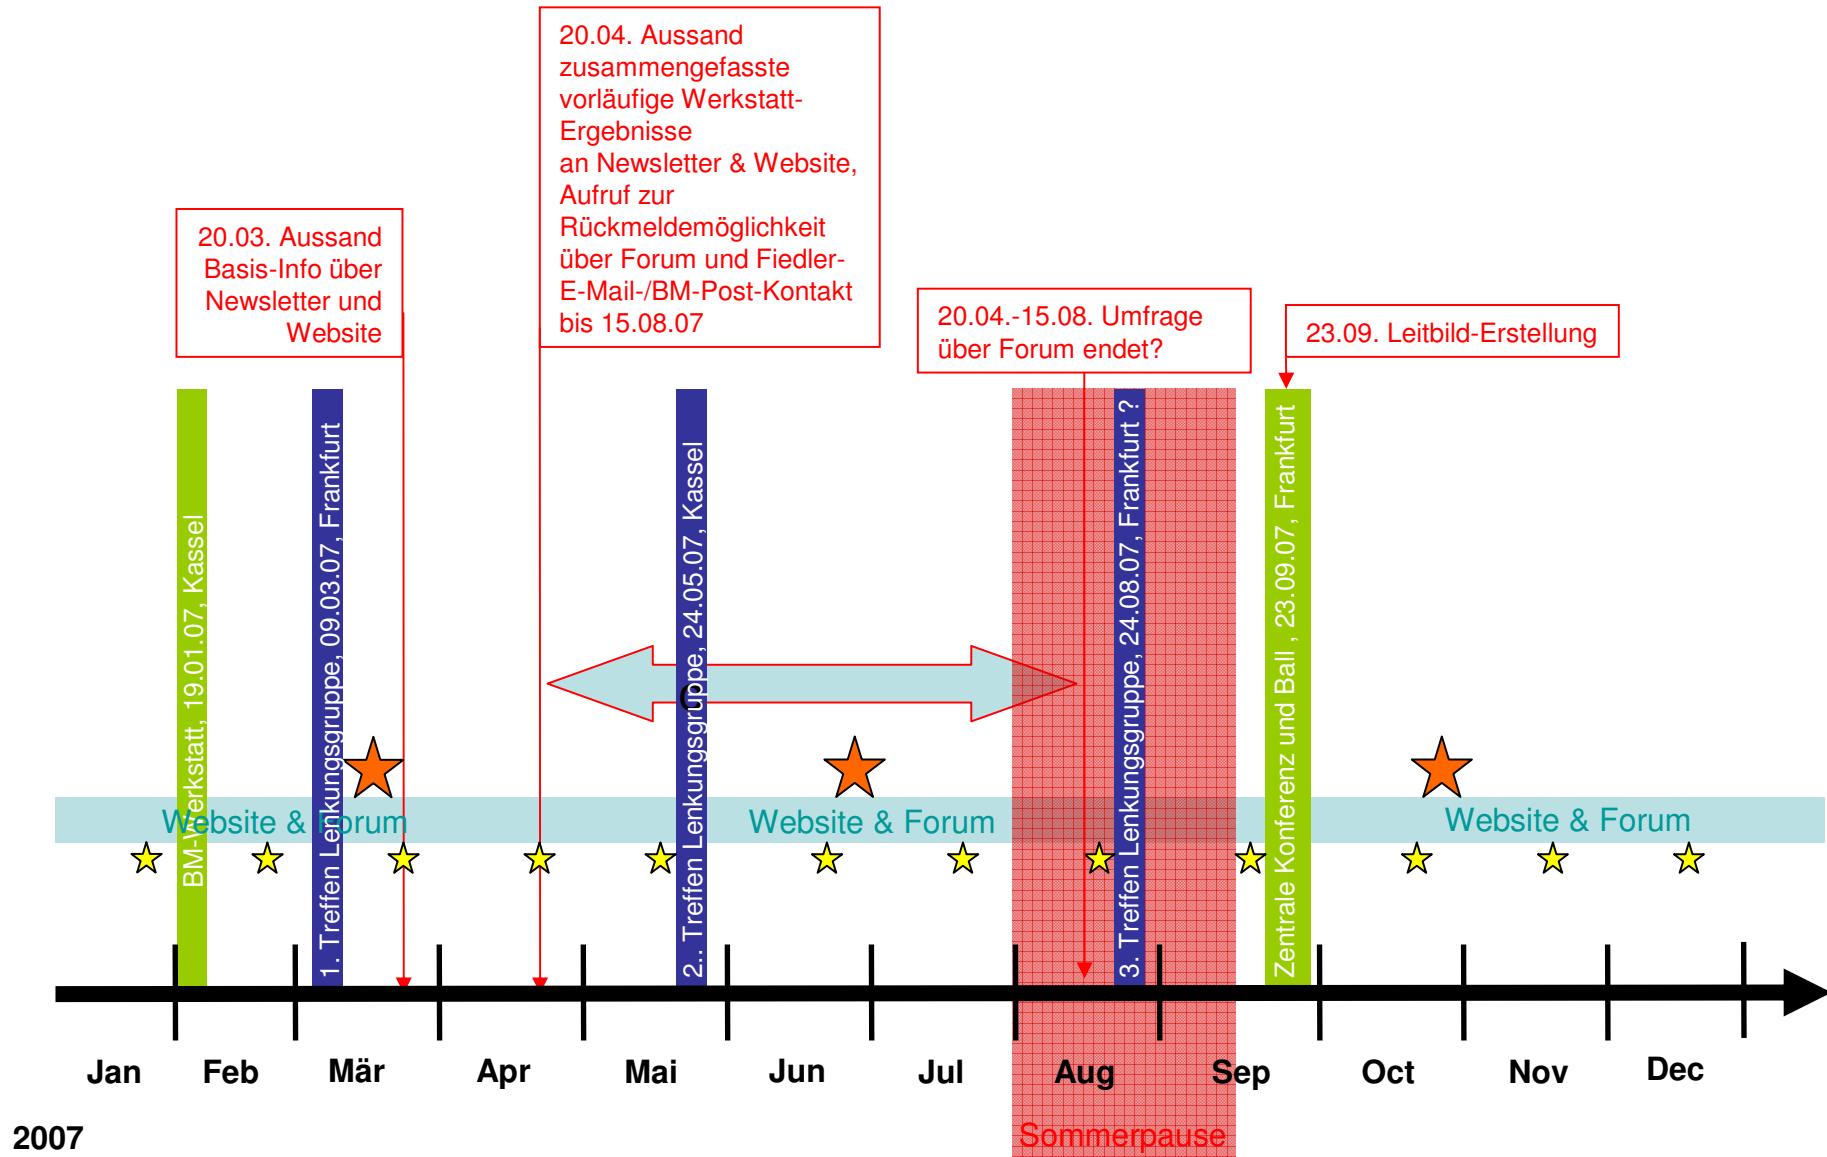 20.04. Aussand
zusammengefasste
vorläufige Werkstatt-
Ergebnisse
an Newsletter & Website,
Aufruf zur
Rückmeldemöglichkeit
über Forum und Fiedler-
E-Mail-/BM-Post-Kontakt
bis 15.08.07
20.03. Aussand
Basis-Info über
Newsletter und
Website
20.04.-15.08. Umfrage
über Forum endet?
23.09. Leitbild-Erstellung
BM-Werkstatt, 19.01.07, Kassel
1. Treffen Lenkungsgruppe, 09.03.07, Frankfurt
2.. Treffen Lenkungsgruppe, 24.05.07, Kassel
3. Treffen Lenkungsgruppe, 24.08.07, Frankfurt ?
Zentrale Konferenz und Ball , 23.09.07, Frankfurt
Website & Forum
Website & Forum
Website & Forum
Jan
Feb
Mär
Apr
Mai
Jun
Jul
Aug
Sep
Oct
Nov
Dec
2007
Sommerpause